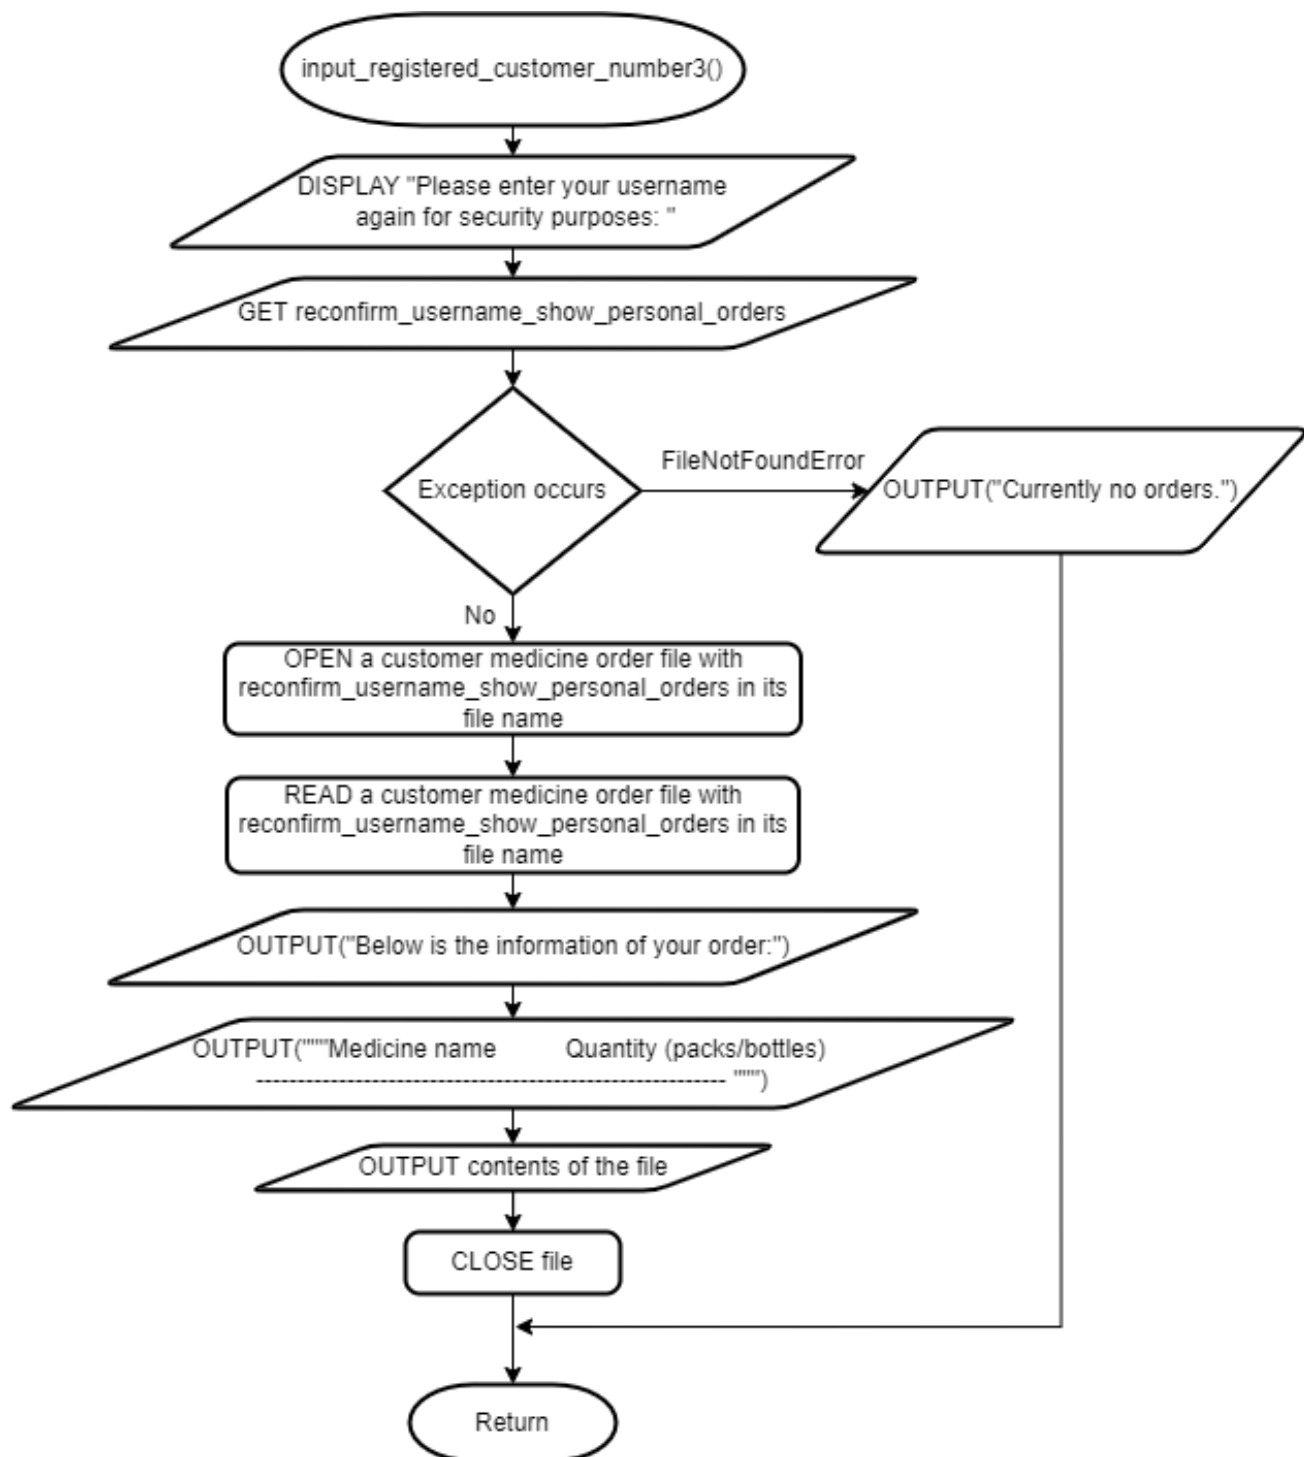 input_registered_customer_number3()
DISPLAY "Please enter your username
again for security purposes: "
GET reconfirm_username_show_personal_orders
Exception occurs
FileNotFoundError
OUTPUT("Currently no orders.")
No
OPEN a customer medicine order file with
reconfirm_username_show_personal_orders in its
file name
READ a customer medicine order file with
reconfirm_username_show_personal_orders in its
file name
OUTPUT("Below is the information of your order:")
OUTPUT("""Medicine name Quantity (packs/bottles)
---------------------------------------------------------- """)
OUTPUT contents of the file
CLOSE file
Return